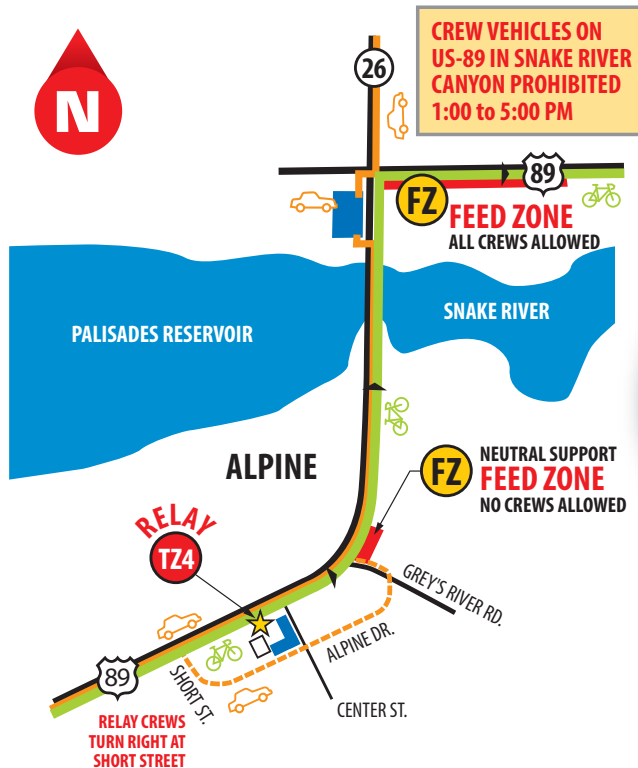 N
26
CREW VEHICLES ON
US-89 IN SNAKE RIVER
CANYON PROHIBITED
1:00 to 5:00 PM
89
FZ
FEED ZONE
ALL CREWS ALLOWED
PALISADES RESERVOIR
SNAKE RIVER
ALPINE
FZ
NEUTRAL SUPPORT
FEED ZONE
NO CREWS ALLOWED
RELAY
TZ4
GREY'S RIVER RD.
ALPINE DR.
SHORT ST.
CENTER ST.
89
RELAY CREWS
TURN RIGHT AT
SHORT STREET